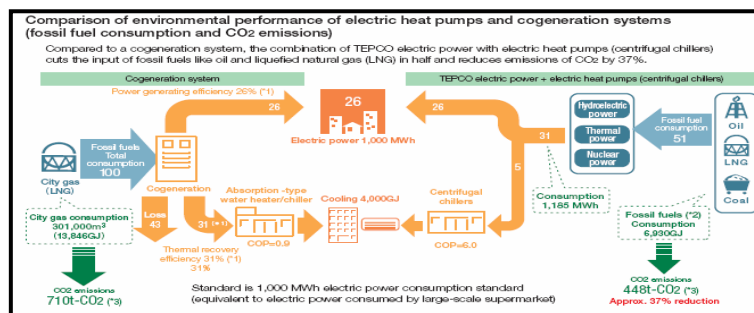 Comparison of environmental performance of electric heat pumps and cogeneration systems
(fossil fuel consumption and CO2 emissions)
Compared to a cogeneration system, the combination of TEPCO electric power with electric heat pumps (centrifugal chillers)
cuts the input of fossil fuels like oil and liquefied natural gas (LNG) in half and reduces emissions of CO2 by 37%.
Cogeneration system
TEPCO electric power + electric heat pumps (centrifugal chillers)
Power generating efficiency 26% (*1)
26
26
26
Electric power 1,000 MWh
Fossil fuels
Total
consumption
100
City gas
(LNG)
Cogeneration
City gas consumption
301,000m³
(13,846GJ)
Loss
43
31 (*1)
Thermal recovery
efficiency 31% (*1)
31%
Absorption -type
water heater/chiller
COP=0.9
Cooling 4,000GJ
Centrifugal
chillers
COP=6.0
5
31
Consumption
1,185 MWh
Hydroelectric
power
Thermal
power
Nuclear
power
Fossil fuel
consumption
51
Oil
LNG
Coal
Fossil fuels (*2)
Consumption
6,930GJ
CO2 emissions
710t-CO2 (*3)
Standard is 1,000 MWh electric power consumption standard
(equivalent to electric power consumed by large-scale supermarket)
CO2 emissions
448t-CO2 (*3)
Approx. 37% reduction